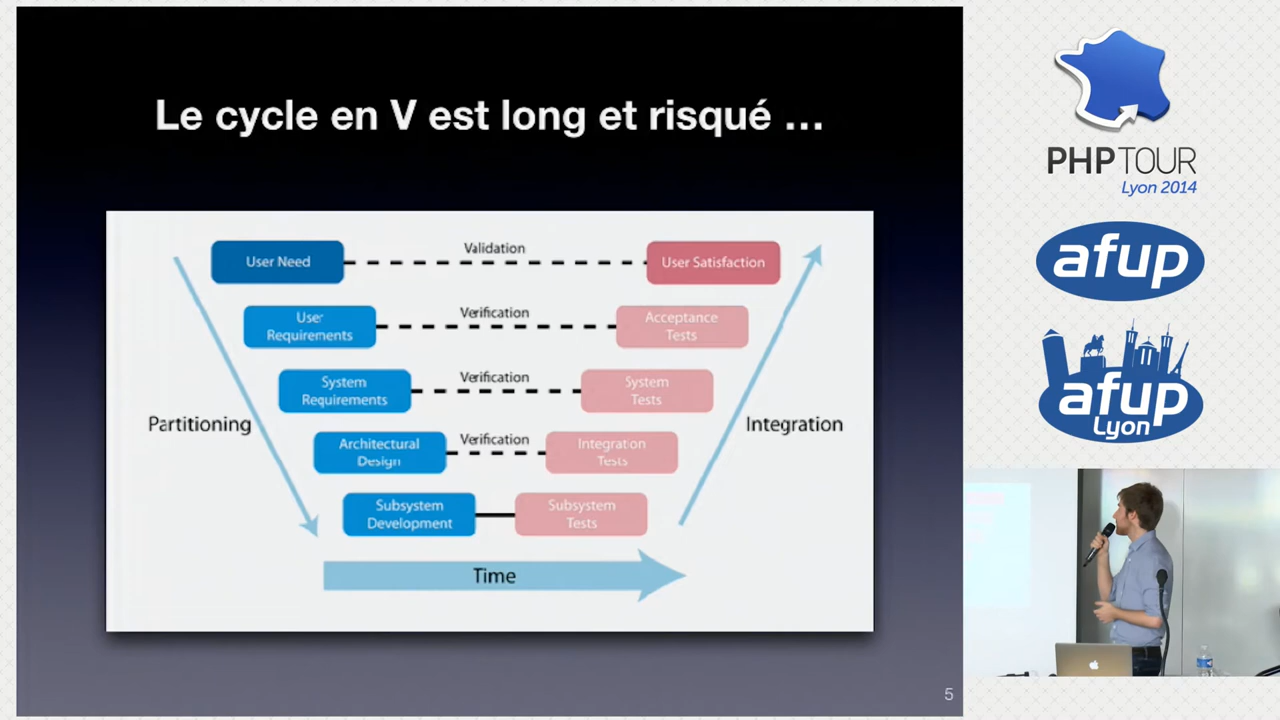 Le cycle en V est long et risqué ...
User Need
Validation
User Satisfaction
User
Requirements
Verification
Acceptance
Tests
System
Requirements
Verification
System
Tests
Partitioning
Integration
Architectural
Design
Verification
Integration
Tests
Subsystem
Development
Subsystem
Tests
Time
5
PHP TOUR
Lyon 2014
afup
afup
Lyon